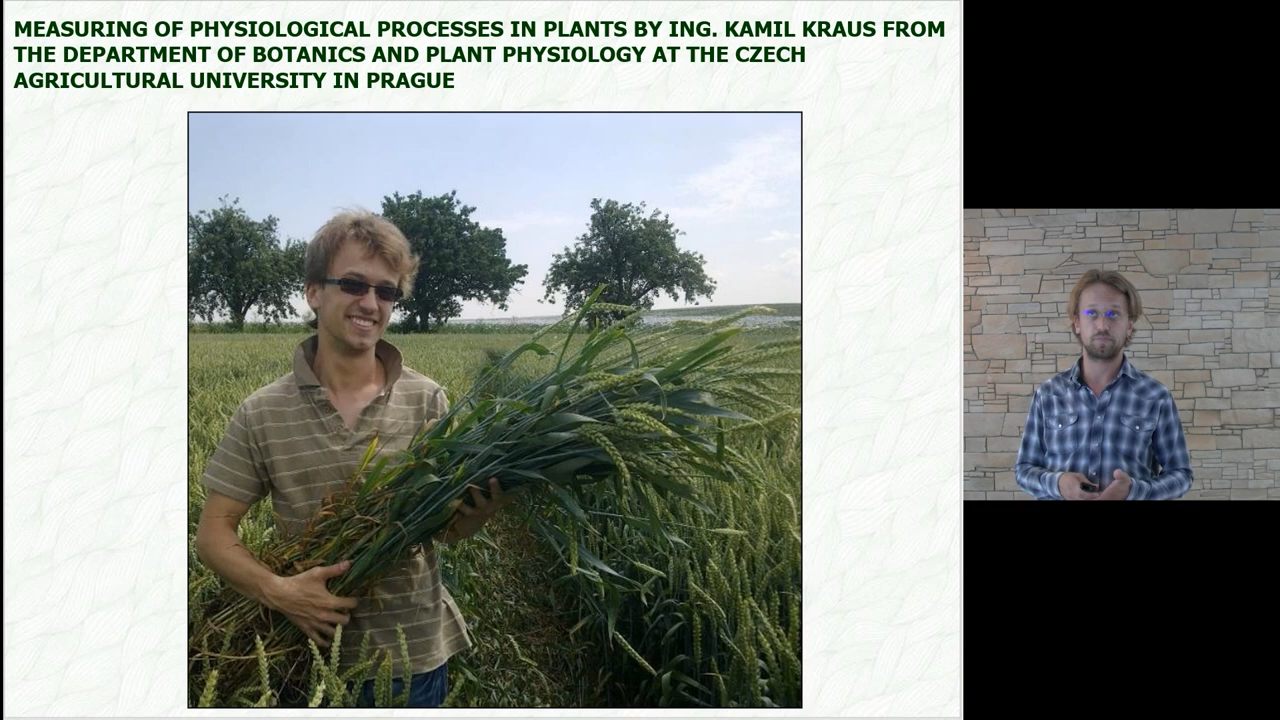 MEASURING OF PHYSIOLOGICAL PROCESSES IN PLANTS BY ING. KAMIL KRAUS FROM
THE DEPARTMENT OF BOTANICS AND PLANT PHYSIOLOGY AT THE CZECH
AGRICULTURAL UNIVERSITY IN PRAGUE